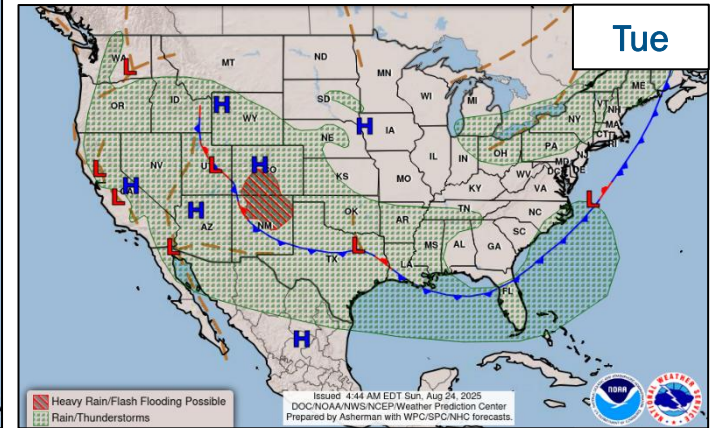 Tue
WA
MT
ND
MN
OR
ID
SD
WI
MI
WY
NE
IA
NY
VT
NH
ME
MA
CT
RI
NV
UT
CO
KS
MO
IL
IN
OH
PA
NJ
MD
DE
DC
WV
VA
KY
CA
AZ
NM
OK
AR
TN
NC
SC
TX
LA
MS
AL
GA
FL
L
H
H
H
L
L
H
H
L
L
L
L
H
Heavy Rain/Flash Flooding Possible
Rain/Thunderstorms
Issued 4:44 AM EDT Sun, Aug 24, 2025
DOC/NOAA/NWS/NCEP/Weather Prediction Center
Prepared by Asherman with WPC/SPC/NHC forecasts.
NOAA